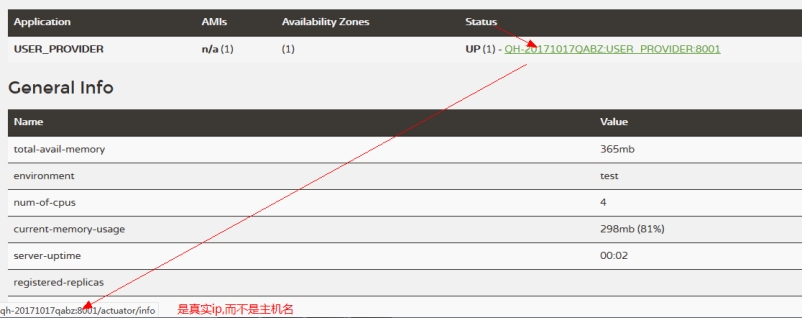 Application AMIs Availability Zones Status
USER_PROVIDER n/a (1) (1) UP (1) - QH-20171017QABZ:USER_PROVIDER:8001
General Info
Name Value
total-avail-memory 365mb
environment test
num-of-cpus 4
current-memory-usage 298mb (81%)
server-uptime 00:02
registered-replicas
qh-20171017qabz:8001/actuator/info 是真实ip,而不是主机名